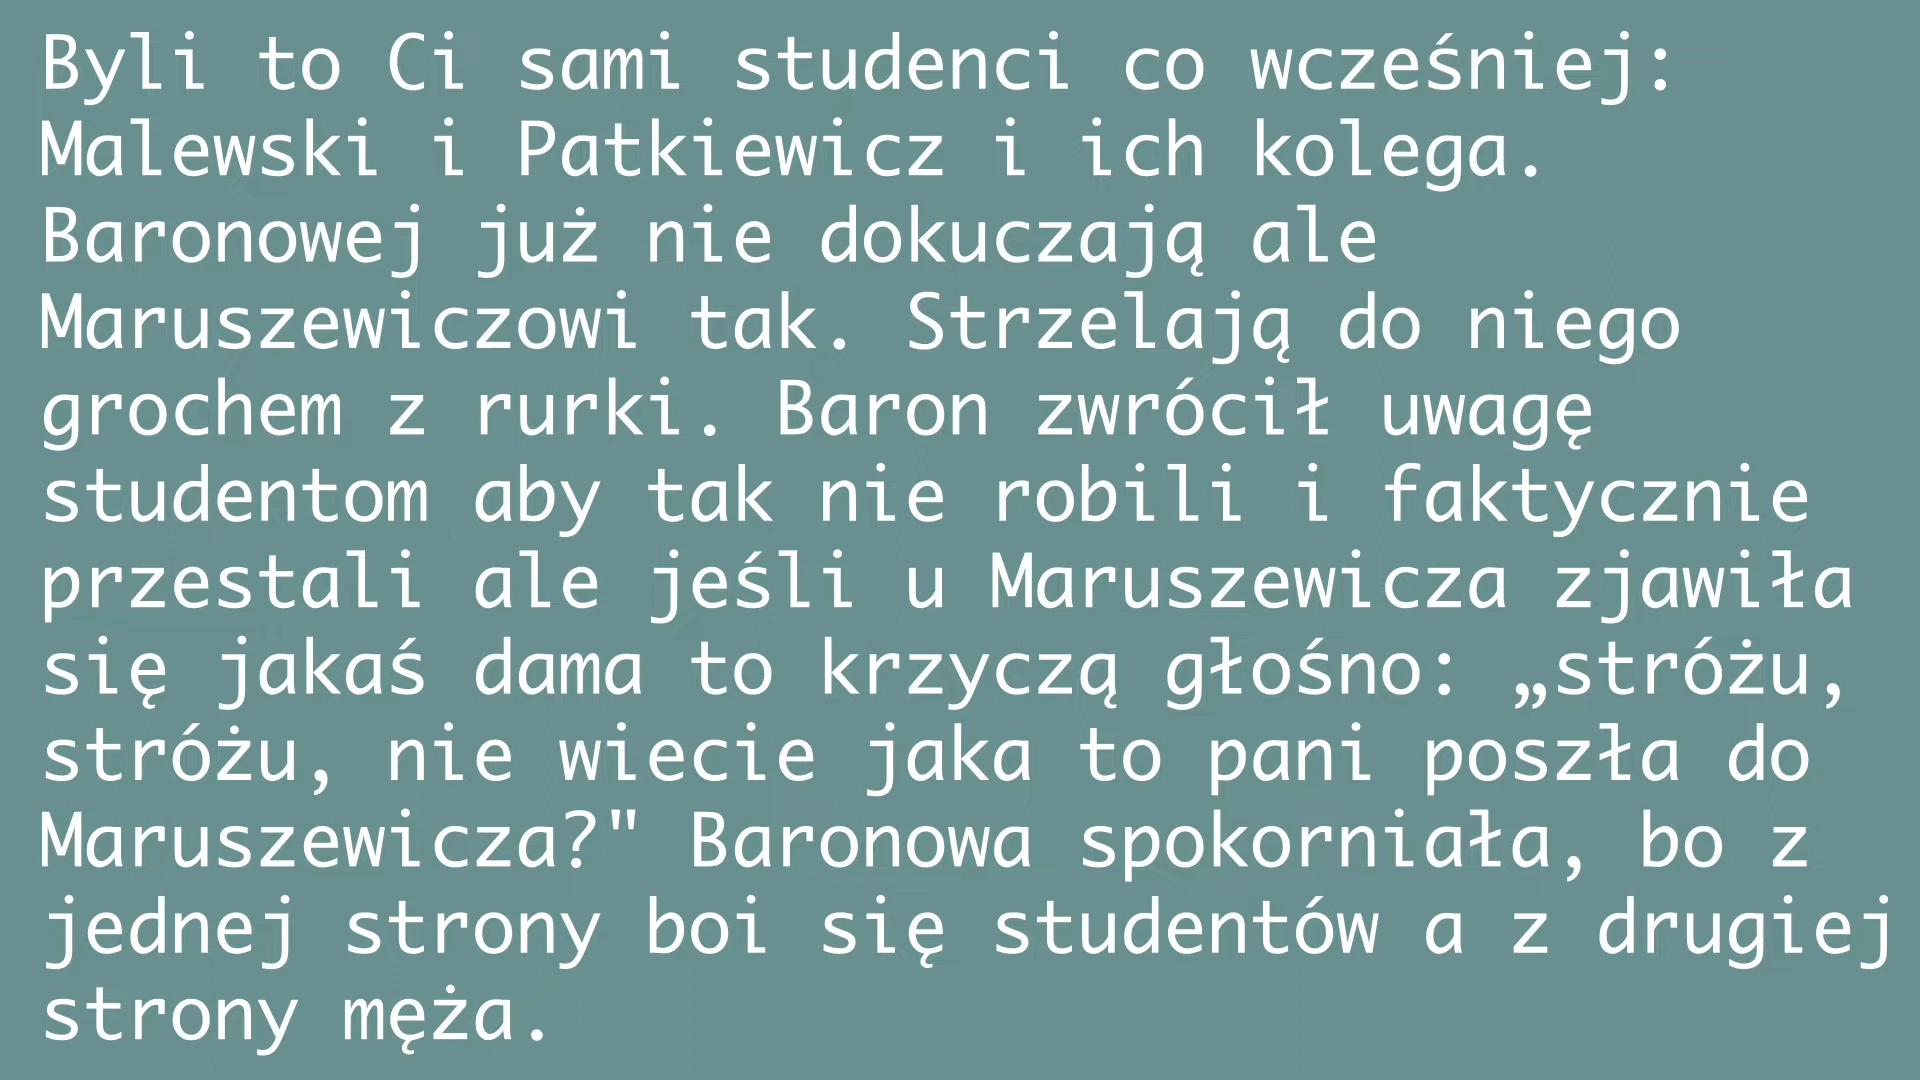 Byli to Ci sami studenci co wcześniej:
Malewski i Patkiewicz i ich kolega.
Baronowej już nie dokuczają ale
Maruszewiczowi tak. Strzelają do niego
grochem z rurki. Baron zwrócił uwagę
studentom aby tak nie robili i faktycznie
przestali ale jeśli u Maruszewicza zjawiła
się jakaś dama to krzyczą głośno: „stróżu,
stróżu, nie wiecie jaka to pani poszła do
Maruszewicza?" Baronowa spokorniała, bo z
jednej strony boi się studentów a z drugiej
strony męża.